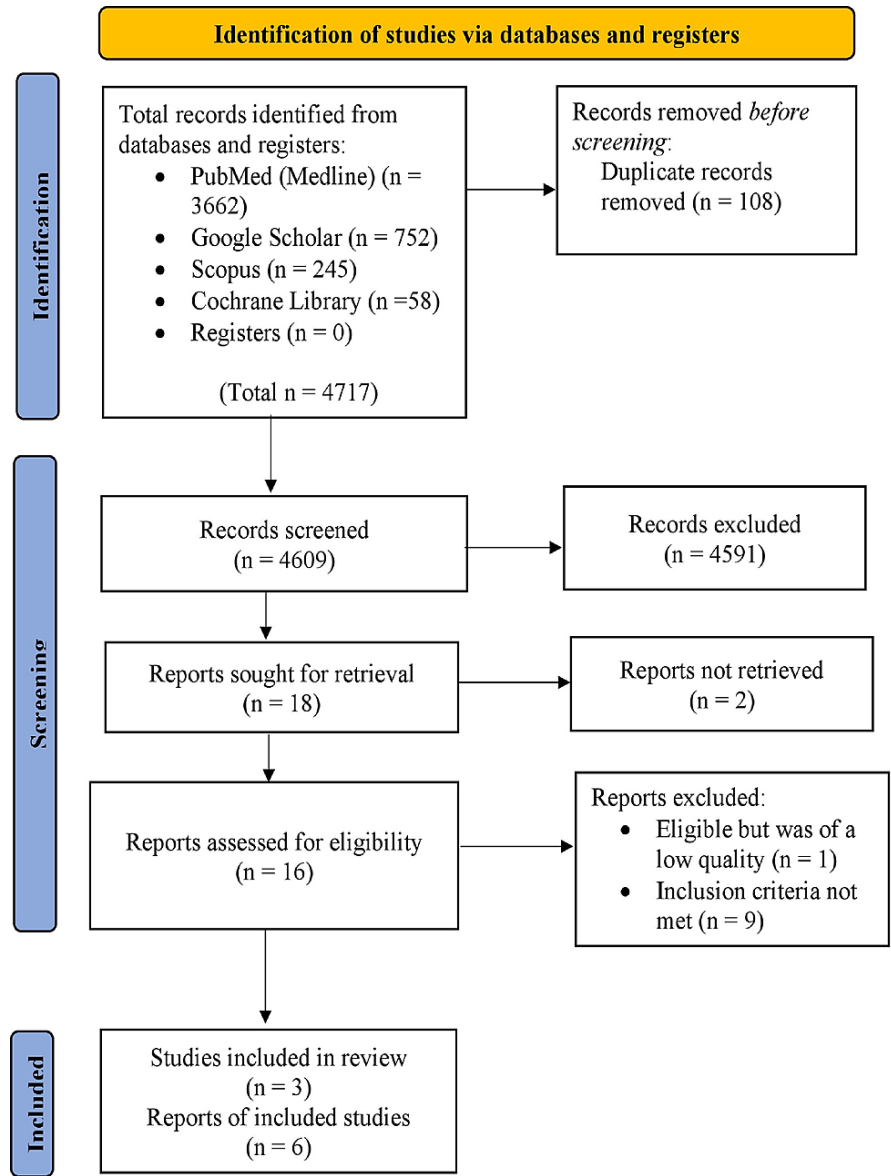 Identification of studies via databases and registers
Identification
Total records identified from
databases and registers:
• PubMed (Medline) (n =
3662)
• Google Scholar (n = 752)
• Scopus (n = 245)
• Cochrane Library (n =58)
• Registers (n = 0)
(Total n = 4717)
Records removed before
screening:
Duplicate records
removed (n = 108)
Screening
Records screened
(n = 4609)
Records excluded
(n = 4591)
Reports sought for retrieval
(n = 18)
Reports not retrieved
(n = 2)
Reports assessed for eligibility
(n = 16)
Reports excluded:
• Eligible but was of a
low quality (n = 1)
• Inclusion criteria not
met (n = 9)
Included
Studies included in review
(n = 3)
Reports of included studies
(n = 6)